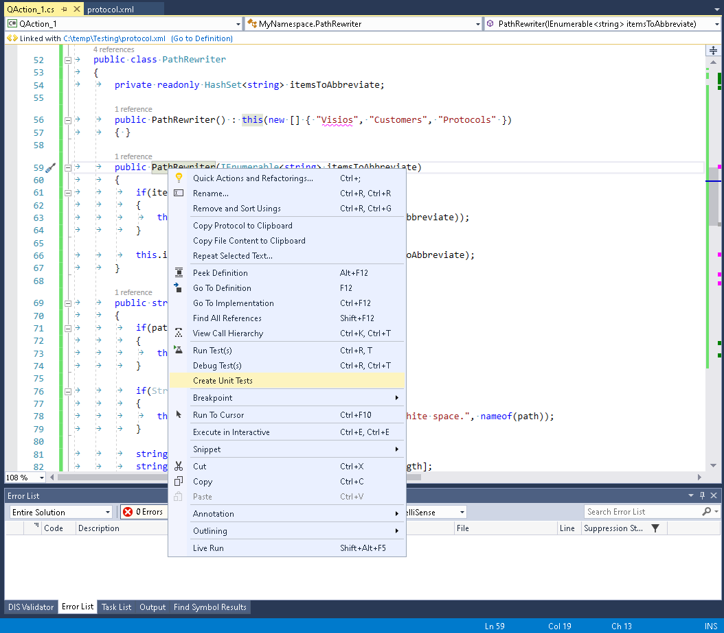 QAction_1.cs
protocol.xml
QAction_1
MyNamespace.PathRewriter
PathRewriter(IEnumerable<string> itemsToAbbreviate)
Linked with C:\temp\Testing\protocol.xml (Go to Definition)
4 references
52 public class PathRewriter
53 {
54 private readonly HashSet<string> itemsToAbbreviate;
55
1 reference
56 public PathRewriter() : this(new [] { "Visios", "Customers", "Protocols" })
57 { }
58
1 reference
59 public PathRewriter(IEnumerable<string> itemsToAbbreviate)
60 {
61 if(ite
62 {
63 th bbreviate));
64 }
65
66 this.i oAbbreviate);
67 }
68
1 reference
69 public str
70 {
71 if(pat
72 {
73 th
74 }
75
76 if(Str
77 {
78 th hite space.", nameof(path));
79 }
80
81 string
82 string gth];
Quick Actions and Refactorings... Ctrl+;
Rename... Ctrl+R, Ctrl+R
Remove and Sort Usings Ctrl+R, Ctrl+G
Copy Protocol to Clipboard
Copy File Content to Clipboard
Repeat Selected Text...
Peek Definition Alt+F12
Go To Definition F12
Go To Implementation Ctrl+F12
Find All References Shift+F12
View Call Hierarchy Ctrl+K, Ctrl+T
Run Test(s) Ctrl+R, T
Debug Test(s) Ctrl+R, Ctrl+T
Create Unit Tests
Breakpoint
Run To Cursor Ctrl+F10
Execute in Interactive Ctrl+E, Ctrl+E
Snippet
Cut Ctrl+X
Copy Ctrl+C
Paste Ctrl+V
Annotation
Outlining
Live Run Shift+Alt+F5
108 %
Error List
Entire Solution 0 Errors elliSense Search Error List
Code Description File Line Suppression St...
DIS Validator Error List Task List Output Find Symbol Results
Ln 59 Col 19 Ch 13 INS